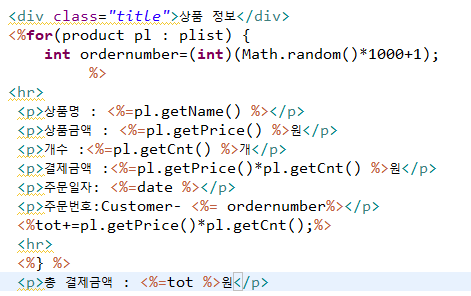 <div class="title">상품 정보</div>
<%for(product pl : plist) {
int ordernumber=(int)(Math.random()*1000+1);
%>
<hr>
<p>상품명 : <%=pl.getName() %></p>
<p>상품금액 : <%=pl.getPrice() %>원</p>
<p>개수 :<%=pl.getCnt() %>개</p>
<p>결제금액 :<%=pl.getPrice()*pl.getCnt() %>원</p>
<p>주문일자: <%=date %></p>
<p>주문번호:Customer- <%= ordernumber%></p>
<%tot+=pl.getPrice()*pl.getCnt();%>
<hr>
<%} %>
<p>총 결제금액 : <%=tot %>원</p>